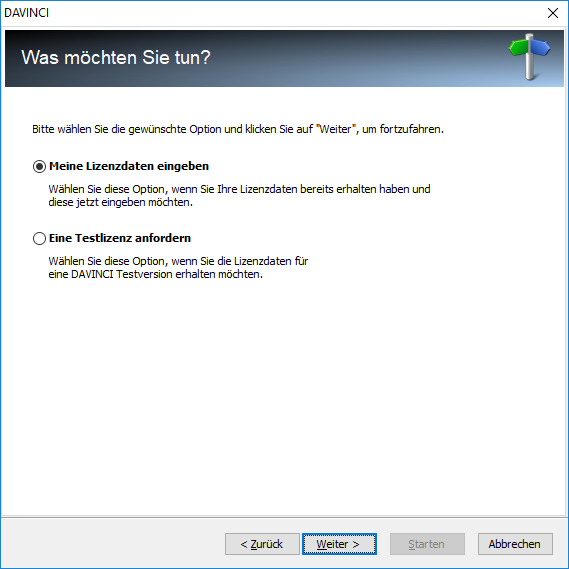 DAVINCI
Was möchten Sie tun?
Bitte wählen Sie die gewünschte Option und klicken Sie auf "Weiter", um fortzufahren.
Meine Lizenzdaten eingeben
Wählen Sie diese Option, wenn Sie Ihre Lizenzdaten bereits erhalten haben und
diese jetzt eingeben möchten.
Eine Testlizenz anfordern
Wählen Sie diese Option, wenn Sie die Lizenzdaten für
eine DAVINCI Testversion erhalten möchten.
< Zurück Weiter > Starten Abbrechen